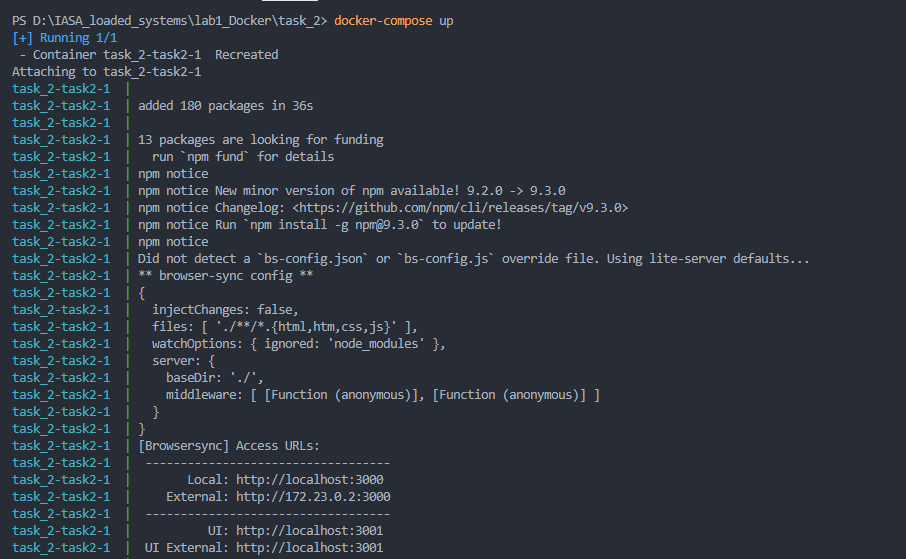 PS D:\IASA_loaded_systems\lab1_Docker\task_2> docker-compose up
[+] Running 1/1
 - Container task_2-task2-1  Recreated
Attaching to task_2-task2-1
task_2-task2-1  |
task_2-task2-1  | added 180 packages in 36s
task_2-task2-1  |
task_2-task2-1  | 13 packages are looking for funding
task_2-task2-1  |   run `npm fund` for details
task_2-task2-1  | npm notice
task_2-task2-1  | npm notice New minor version of npm available! 9.2.0 -> 9.3.0
task_2-task2-1  | npm notice Changelog: <https://github.com/npm/cli/releases/tag/v9.3.0>
task_2-task2-1  | npm notice Run `npm install -g npm@9.3.0` to update!
task_2-task2-1  | npm notice
task_2-task2-1  | Did not detect a `bs-config.json` or `bs-config.js` override file. Using lite-server defaults...
task_2-task2-1  | ** browser-sync config **
task_2-task2-1  | {
task_2-task2-1  |   injectChanges: false,
task_2-task2-1  |   files: [ './**/*.{html,htm,css,js}' ],
task_2-task2-1  |   watchOptions: { ignored: 'node_modules' },
task_2-task2-1  |   server: {
task_2-task2-1  |     baseDir: './',
task_2-task2-1  |     middleware: [ [Function (anonymous)], [Function (anonymous)] ]
task_2-task2-1  |   }
task_2-task2-1  | }
task_2-task2-1  | [Browsersync] Access URLs:
task_2-task2-1  |  -----------------------------------
task_2-task2-1  |        Local: http://localhost:3000
task_2-task2-1  |     External: http://172.23.0.2:3000
task_2-task2-1  |  -----------------------------------
task_2-task2-1  |           UI: http://localhost:3001
task_2-task2-1  |  UI External: http://localhost:3001